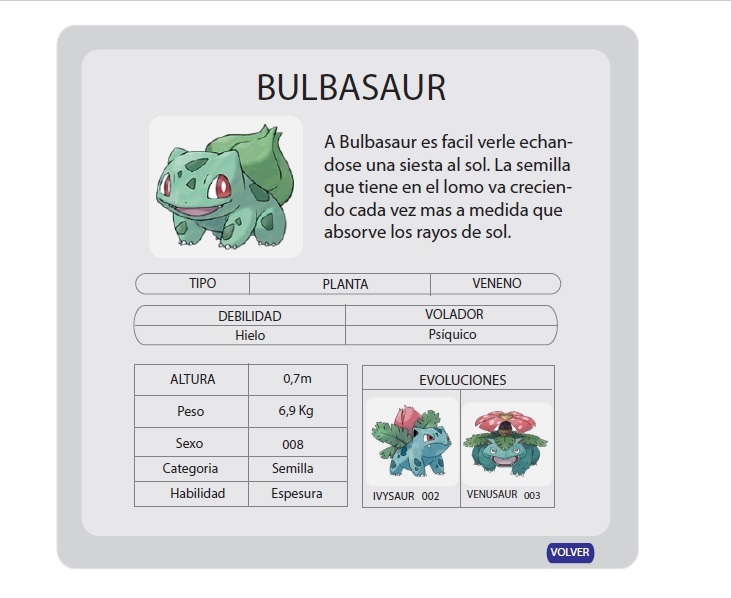 BULBASAUR
A Bulbasaur es facil verle echan-
dose una siesta al sol. La semilla
que tiene en el lomo va crecien-
do cada vez mas a medida que
absorve los rayos de sol.
TIPO PLANTA VENENO
DEBILIDAD VOLADOR
Hielo Psíquico
ALTURA 0,7m
Peso 6,9 Kg
Sexo 008
Categoria Semilla
Habilidad Espesura
EVOLUCIONES
IVYSAUR 002 VENUSAUR 003
VOLVER